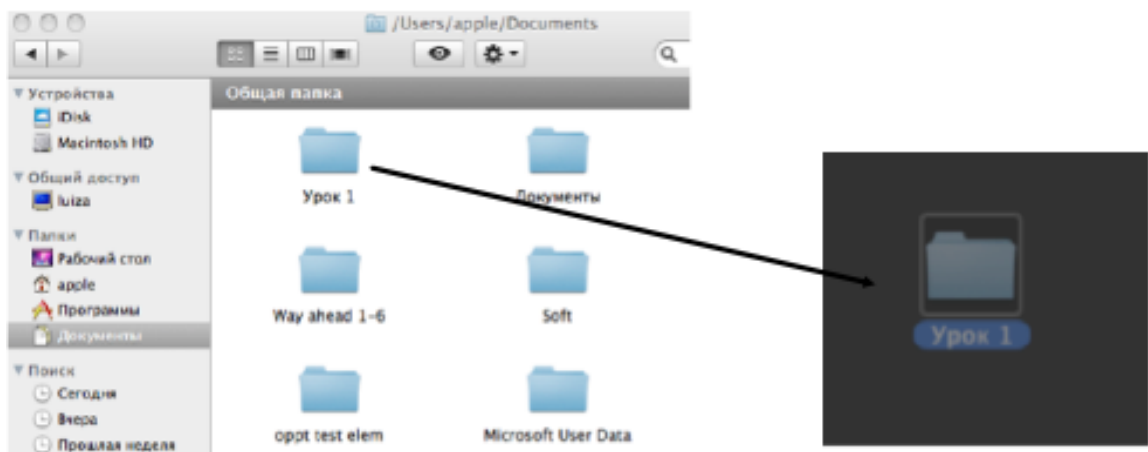 /Users/apple/Documents
Общая папка
Устройства
iDisk
Macintosh HD
Общий доступ
luiza
Папки
Рабочий стол
apple
Программы
Документы
Поиск
Сегодня
Вчера
Прошлая неделя
Урок 1
Документы
Way ahead 1-6
Soft
oppt test elem
Microsoft User Data
Урок 1